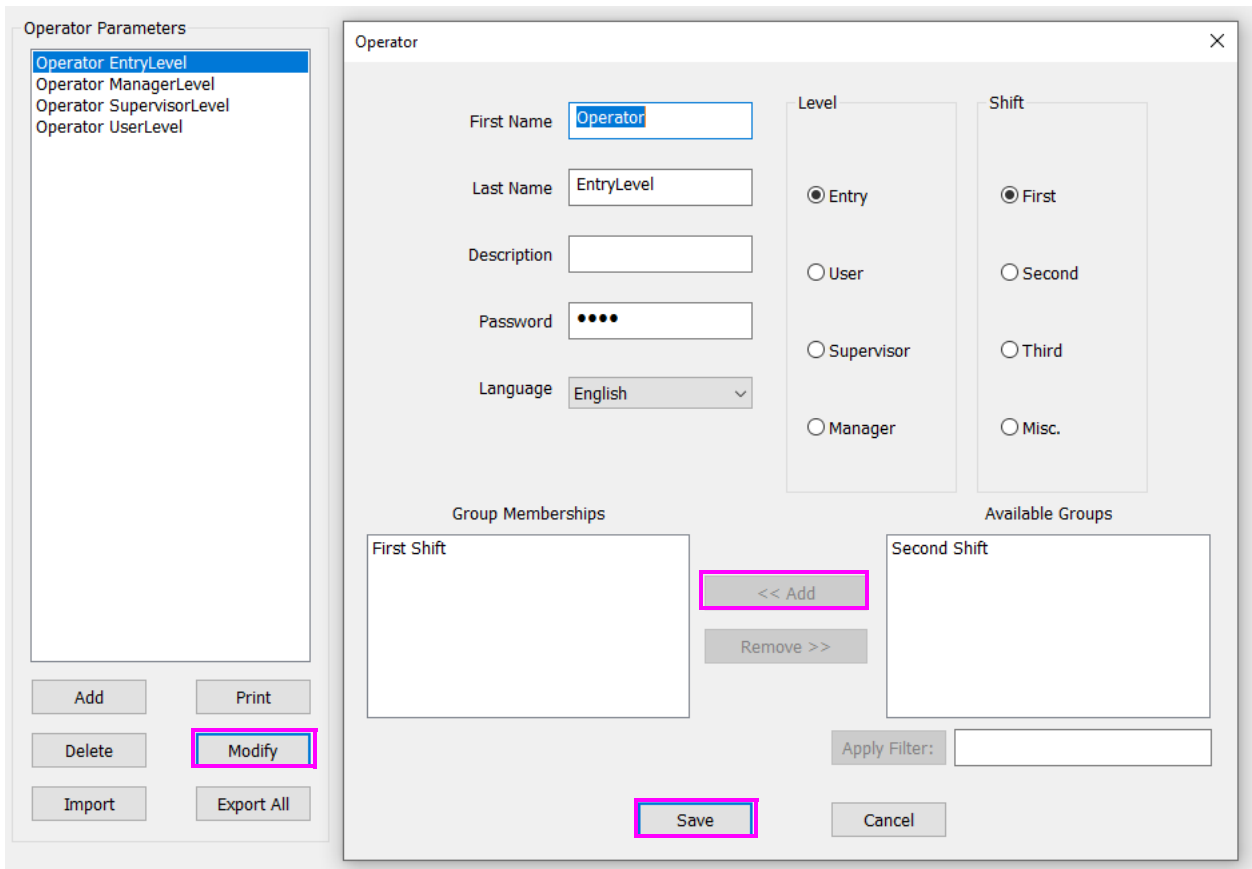 Operator Parameters
Operator EntryLevel
Operator ManagerLevel
Operator SupervisorLevel
Operator UserLevel
Add
Print
Delete
Modify
Import
Export All
Operator
First Name
Operator
Last Name
EntryLevel
Description
Password
••••
Language
English
Level
Entry
User
Supervisor
Manager
Shift
First
Second
Third
Misc.
Group Memberships
First Shift
<< Add
Remove >>
Available Groups
Second Shift
Apply Filter:
Save
Cancel